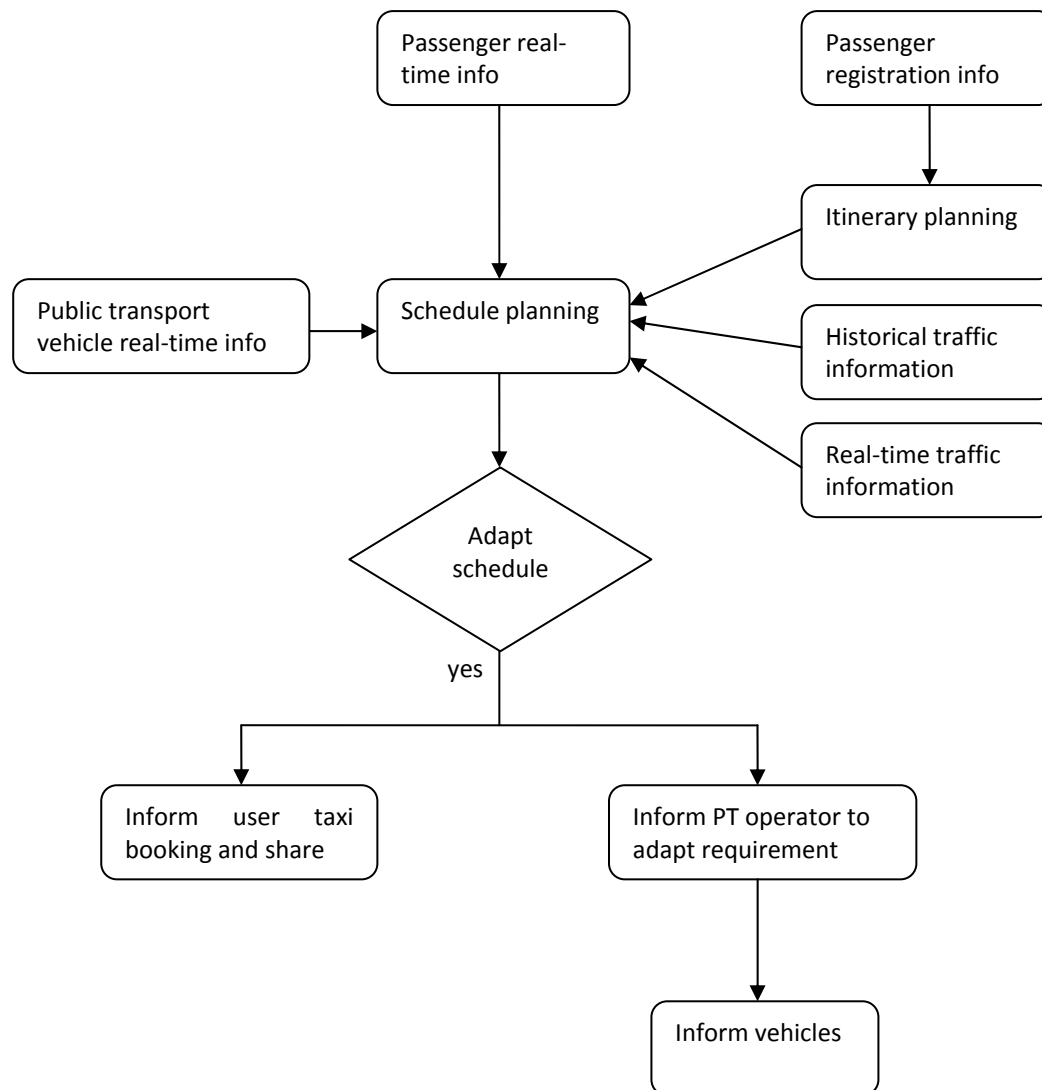 Passenger real-
time info
Passenger
registration info
Itinerary planning
Public transport
vehicle real-time info
Schedule planning
Historical traffic
information
Real-time traffic
information
Adapt
schedule
yes
Inform user taxi
booking and share
Inform PT operator to
adapt requirement
Inform vehicles